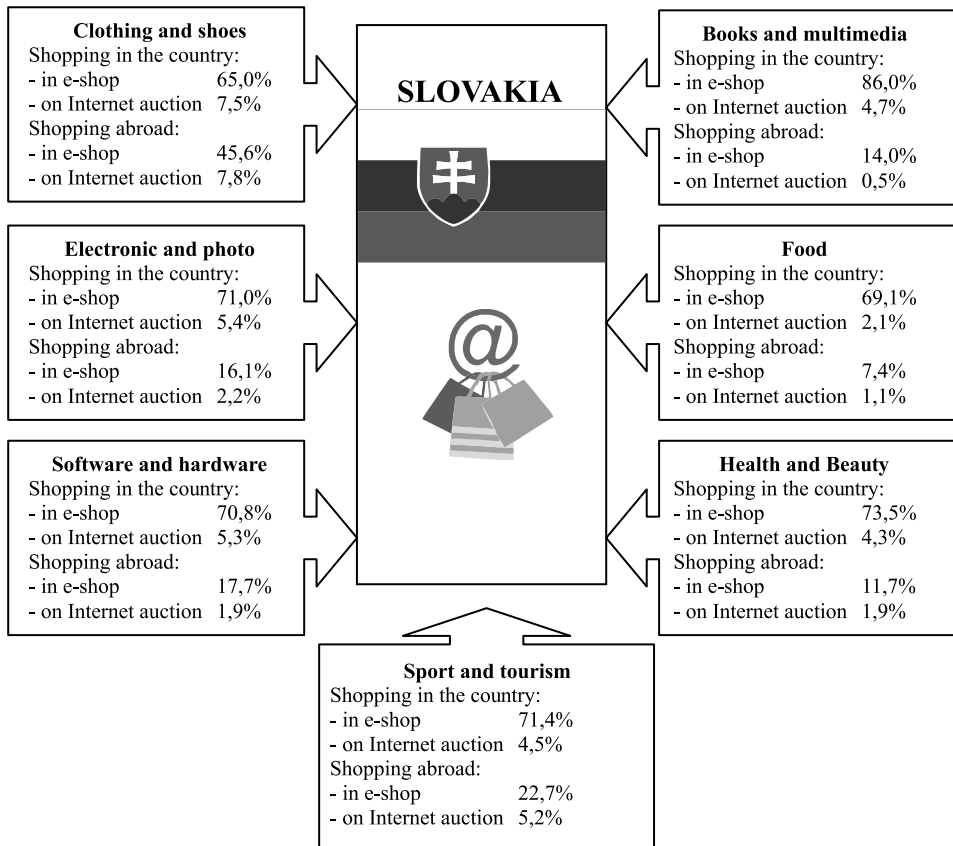 Clothing and shoes
Shopping in the country:
- in e-shop 65,0%
- on Internet auction 7,5%
Shopping abroad:
- in e-shop 45,6%
- on Internet auction 7,8%
SLOVAKIA
Books and multimedia
Shopping in the country:
- in e-shop 86,0%
- on Internet auction 4,7%
Shopping abroad:
- in e-shop 14,0%
- on Internet auction 0,5%
Electronic and photo
Shopping in the country:
- in e-shop 71,0%
- on Internet auction 5,4%
Shopping abroad:
- in e-shop 16,1%
- on Internet auction 2,2%
@
Food
Shopping in the country:
- in e-shop 69,1%
- on Internet auction 2,1%
Shopping abroad:
- in e-shop 7,4%
- on Internet auction 1,1%
Software and hardware
Shopping in the country:
- in e-shop 70,8%
- on Internet auction 5,3%
Shopping abroad:
- in e-shop 17,7%
- on Internet auction 1,9%
Health and Beauty
Shopping in the country:
- in e-shop 73,5%
- on Internet auction 4,3%
Shopping abroad:
- in e-shop 11,7%
- on Internet auction 1,9%
Sport and tourism
Shopping in the country:
- in e-shop 71,4%
- on Internet auction 4,5%
Shopping abroad:
- in e-shop 22,7%
- on Internet auction 5,2%